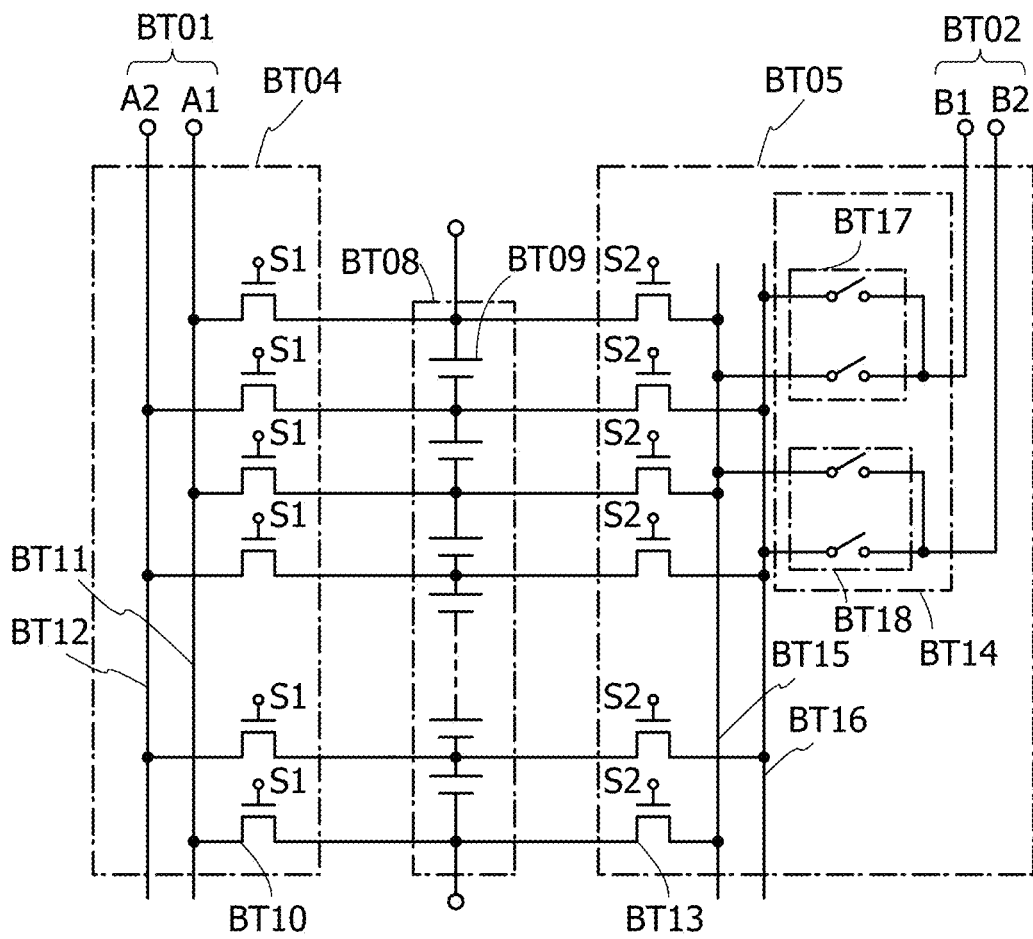 BT01
BT02
A2 A1
BT04
BT05
B1 B2
BT17
S1
BT08
BT09
S2
S1
S2
S1
S2
S1
S2
BT11
BT12
BT18
BT14
BT15
BT16
S1
S2
S1
S2
BT10
BT13